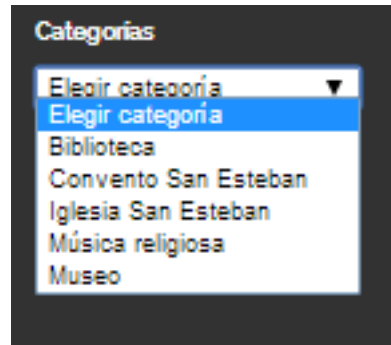 Categorías
Elegir categoría ▼
Elegir categoría
Biblioteca
Convento San Esteban
Iglesia San Esteban
Música religiosa
Museo